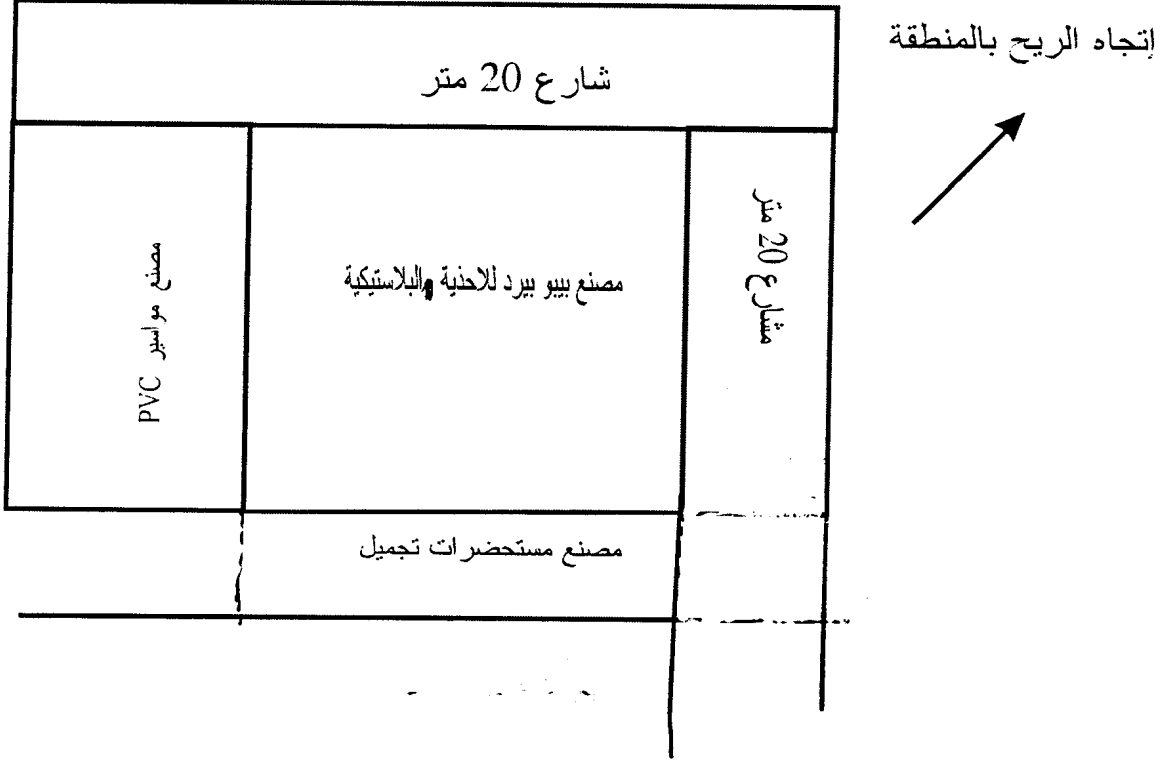 إتجاه الريح بالمنطقة
شارع 20 متر
مشارع 20 متر
مصنع بيبو بيرد للاحذية والبلاستيكية
مصنع مواسير PVC
مصنع مستحضرات تجميل